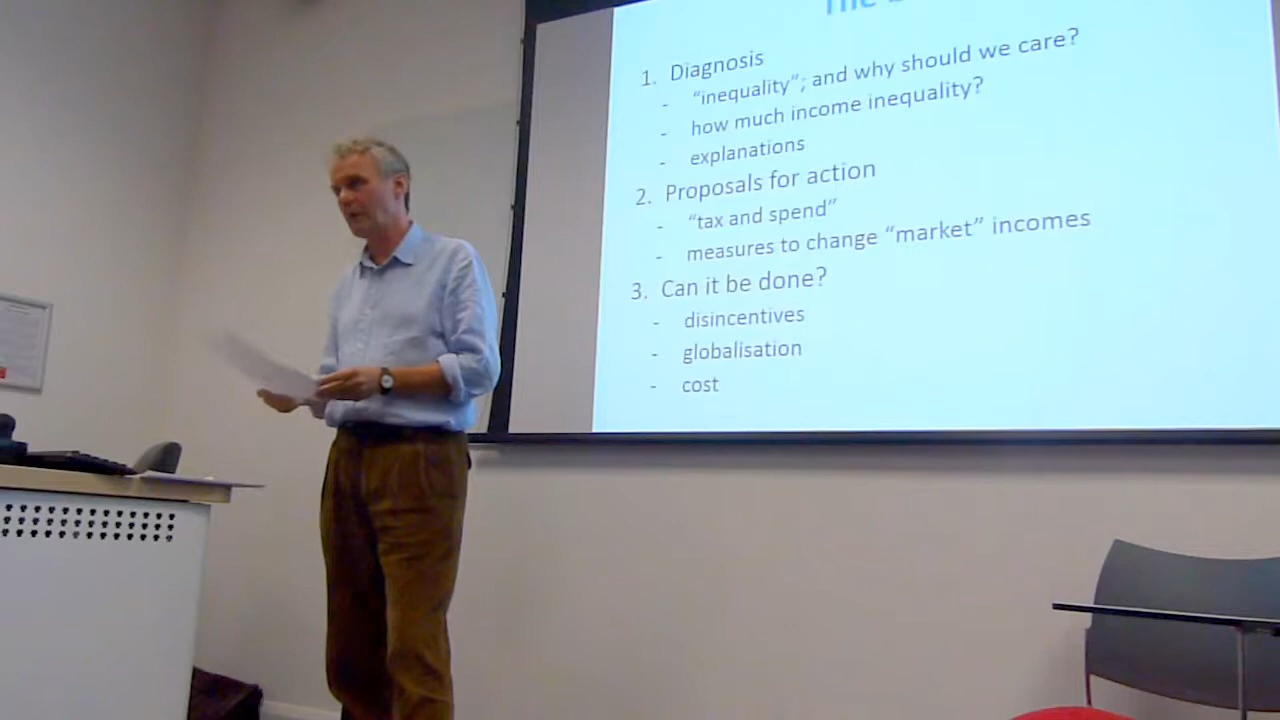 The
1. Diagnosis
- "inequality"; and why should we care?
- how much income inequality?
- explanations
2. Proposals for action
- "tax and spend"
- measures to change "market" incomes
3. Can it be done?
- disincentives
- globalisation
- cost